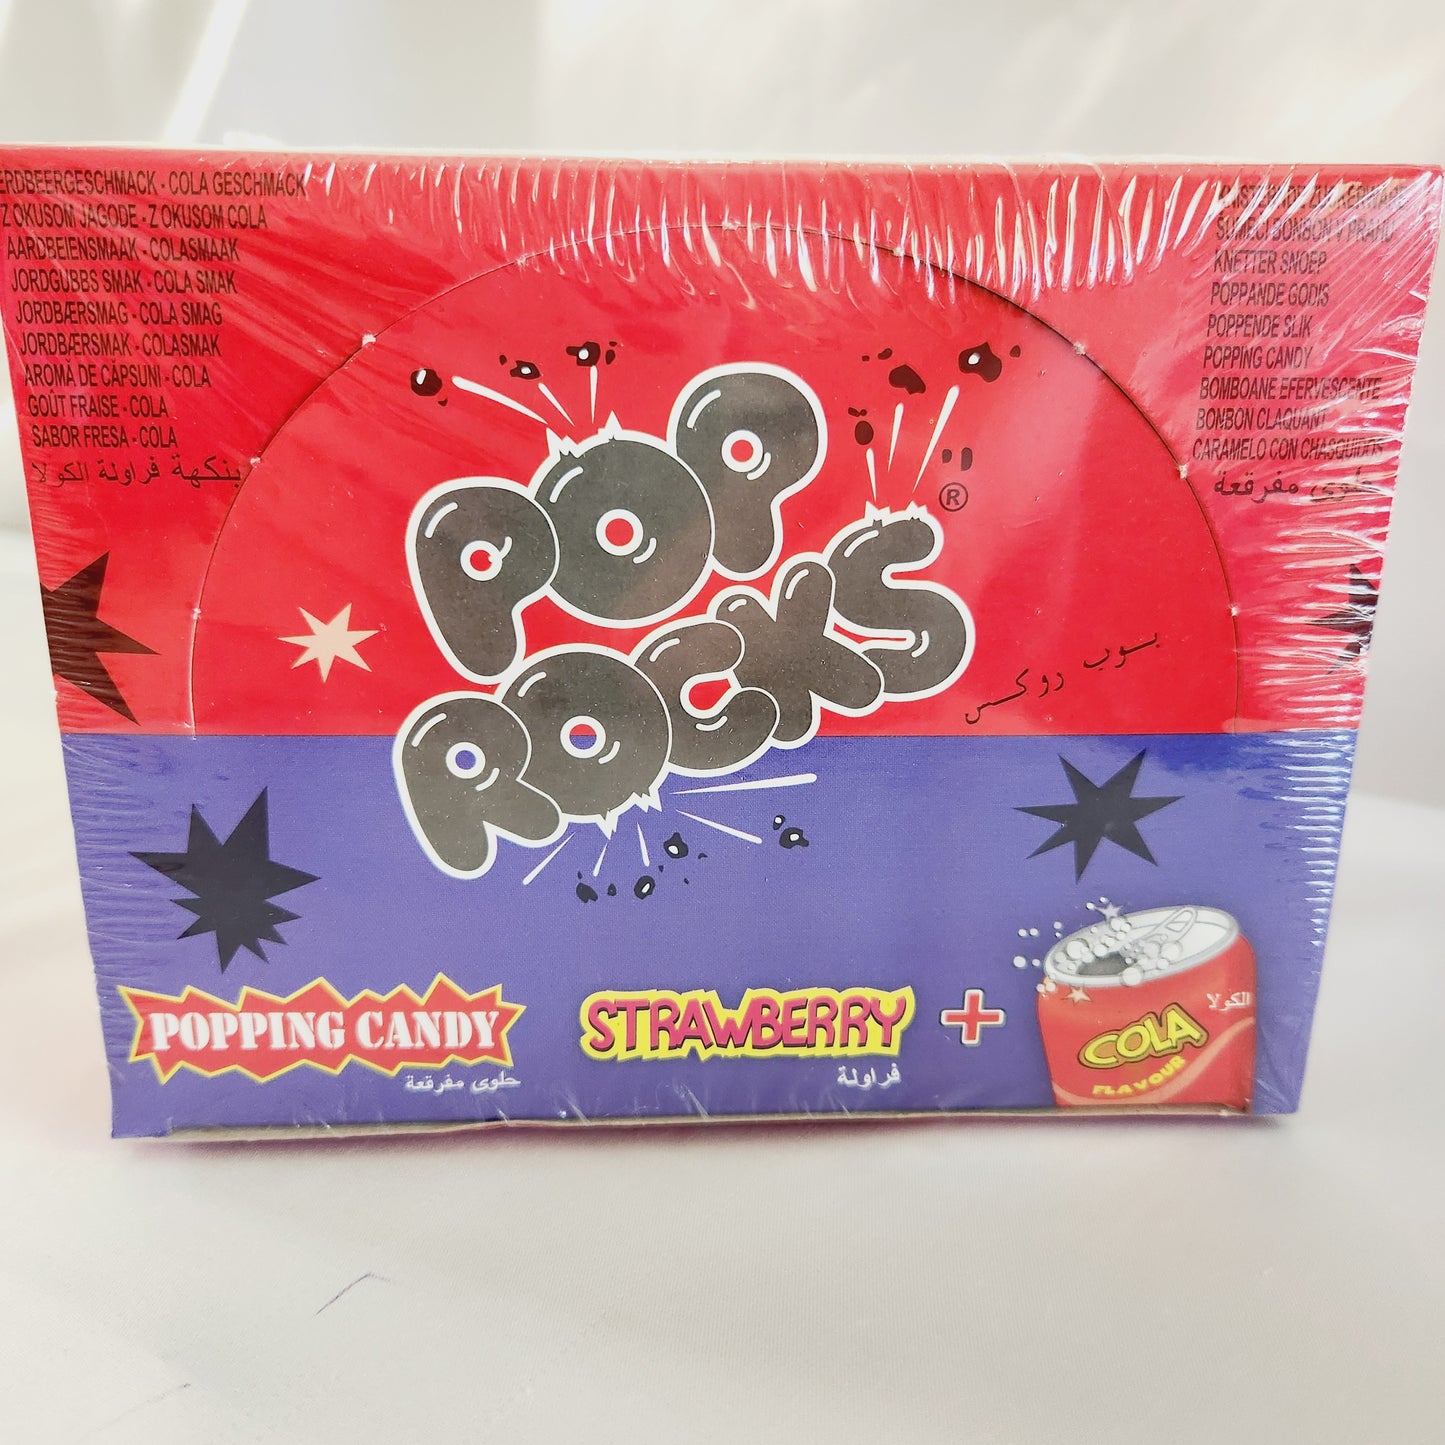 ERDBEERGESCHMACK - COLA GESCHMACK
Z OKUSOM JAGODE - Z OKUSOM COLA
AARDBEIENSMAAK - COLASMAAK
JORDGUBBS SMAK - COLA SMAK
JORDBÆRSMAG - COLA SMAG
JORDBÆRSMAK - COLASMAK
AROMA DE CĂPSUNI - COLA
GOÛT FRAISE - COLA
SABOR FRESA - COLA
بنكهة فراولة الكولا
ŠUMEČI BONBON V PRAHU
KNETTER SNOEP
POPPANDE GODIS
POPPENDE SLIK
POPPING CANDY
BOMBOANE EFERVESCENTE
BONBON CLAQUANT
CARAMELO CON CHASQUIDOS
حلوى مفرقعة
POP
ROCKS
®
بوب روكس
POPPING CANDY
حلوى مفرقعة
STRAWBERRY +
فراولة
الكولا
COLA
FLAVOUR